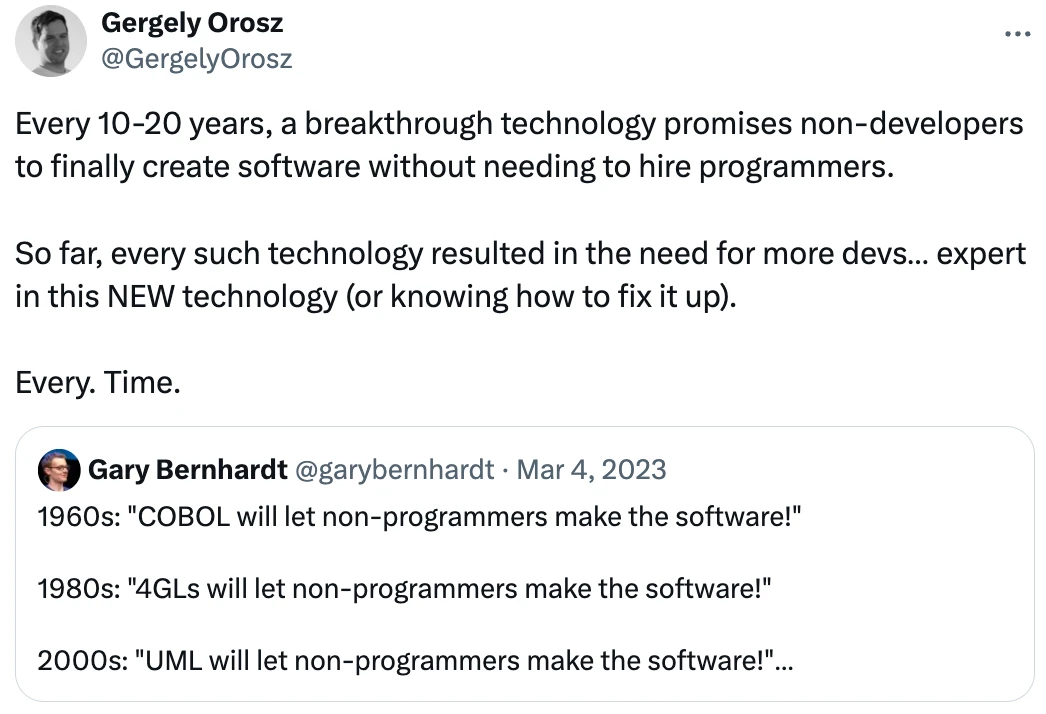 Gergely Orosz
@GergelyOrosz
Every 10-20 years, a breakthrough technology promises non-developers
to finally create software without needing to hire programmers.
So far, every such technology resulted in the need for more devs... expert
in this NEW technology (or knowing how to fix it up).
Every. Time.
Gary Bernhardt @garybernhardt · Mar 4, 2023
1960s: "COBOL will let non-programmers make the software!"
1980s: "4GLs will let non-programmers make the software!"
2000s: "UML will let non-programmers make the software!"...